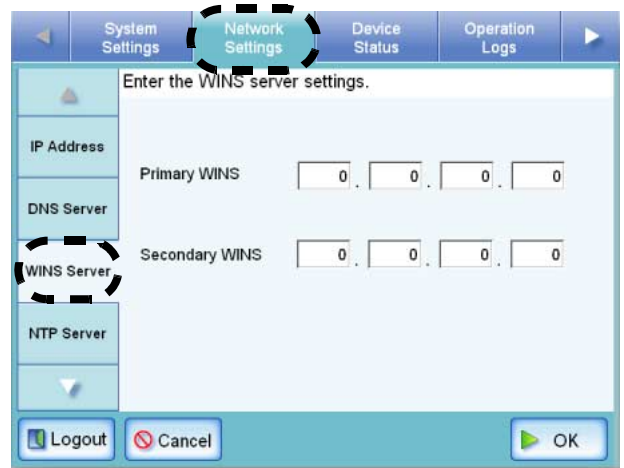 System Settings
Network Settings
Device Status
Operation Logs
Enter the WINS server settings.
IP Address
DNS Server
WINS Server
NTP Server
Primary WINS 0 . 0 . 0 . 0
Secondary WINS 0 . 0 . 0 . 0
Logout
Cancel
OK